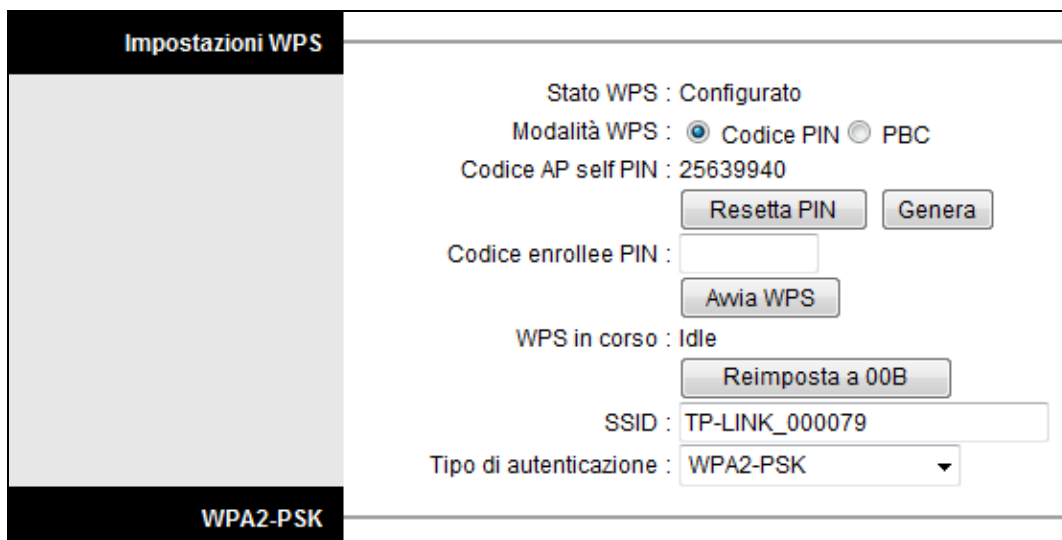 Impostazioni WPS
Stato WPS : Configurato
Modalità WPS : Codice PIN PBC
Codice AP self PIN : 25639940
Resetta PIN Genera
Codice enrollee PIN :
Avvia WPS
WPS in corso : Idle
Reimposta a 00B
SSID : TP-LINK_000079
Tipo di autenticazione : WPA2-PSK
WPA2-PSK